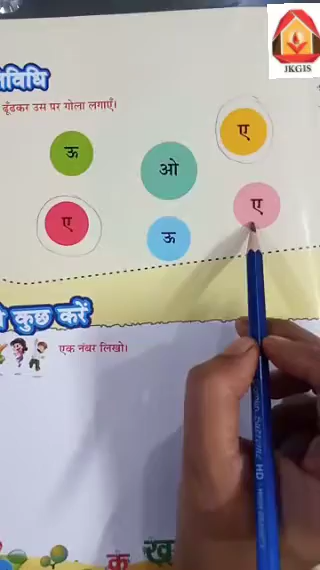 JKGIS
विधि
ढूँढकर उस पर गोला लगाएँ।
ऊ
ओ
ए
ए
ऊ
ए
कुछ करें
एक नंबर लिखो।
क ख